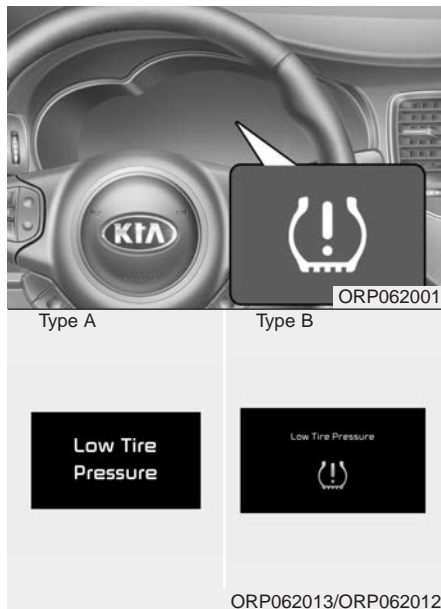 KIA
ORP062001
Type A
Type B
Low Tire
Pressure
Low Tire Pressure
ORP062013/ORP062012